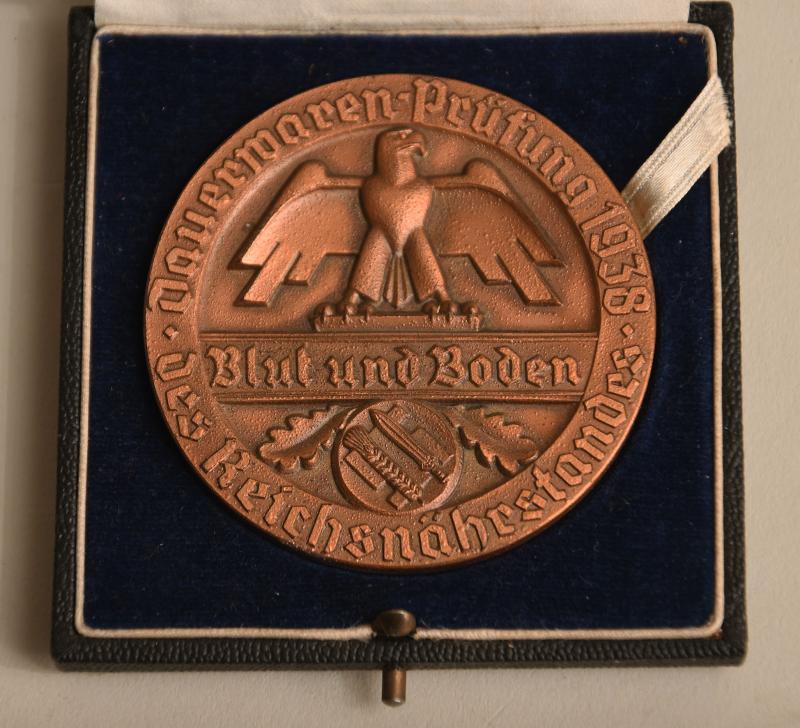 Dauerwaren-Prüfung 1938
Blut und Boden
· des Reichsnährstandes ·